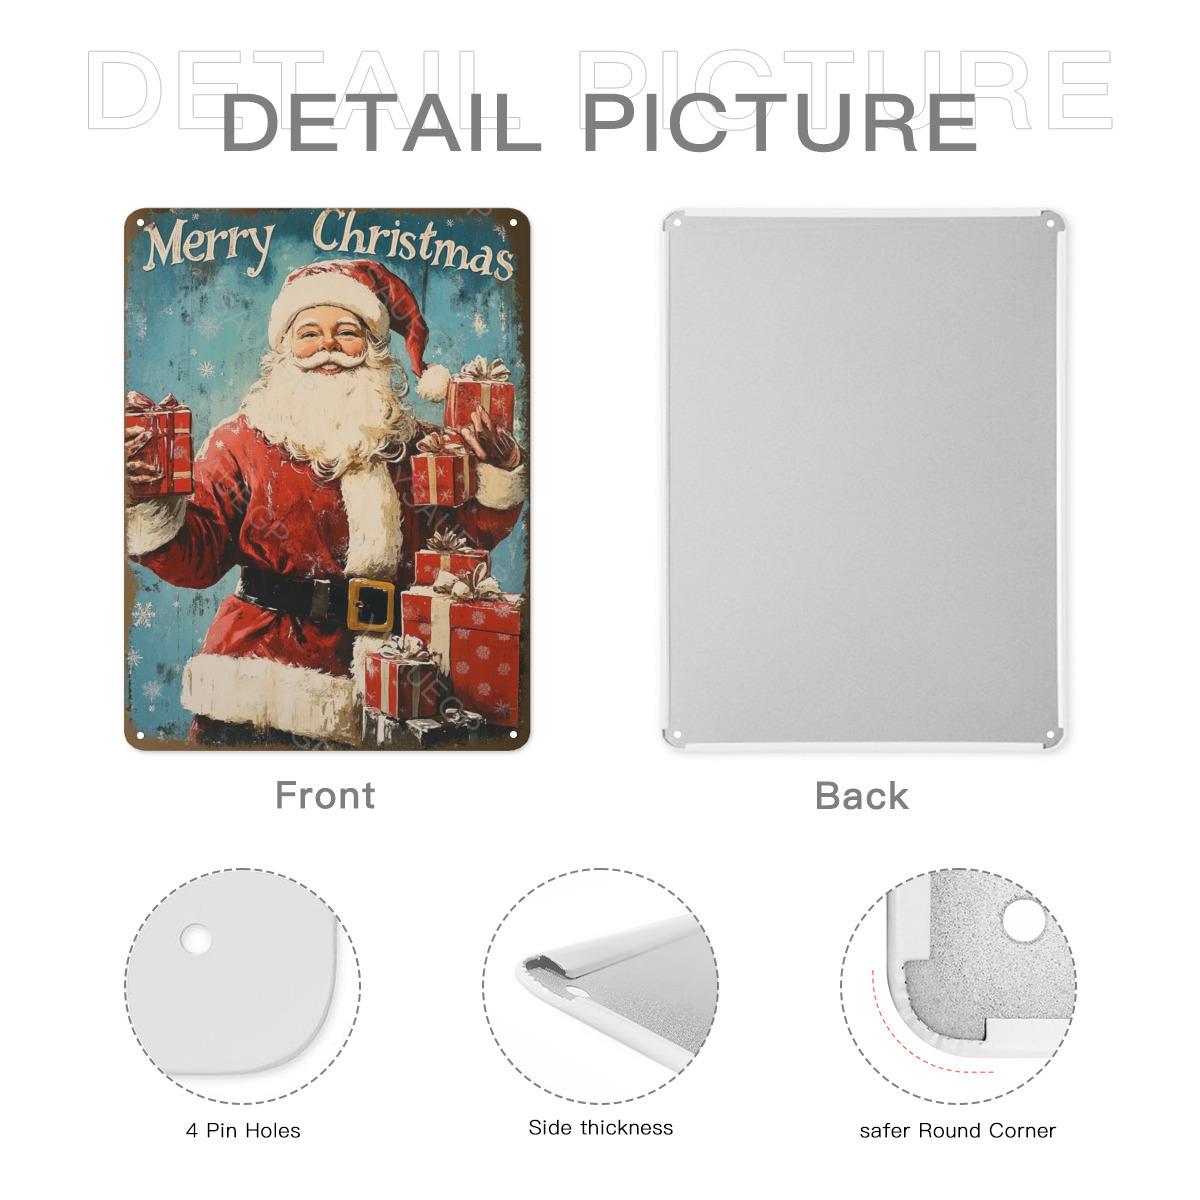 DETAIL PICTURE
DETAIL PICTURE
Merry Christmas
Front
Back
4 Pin Holes
Side thickness
safer Round Corner